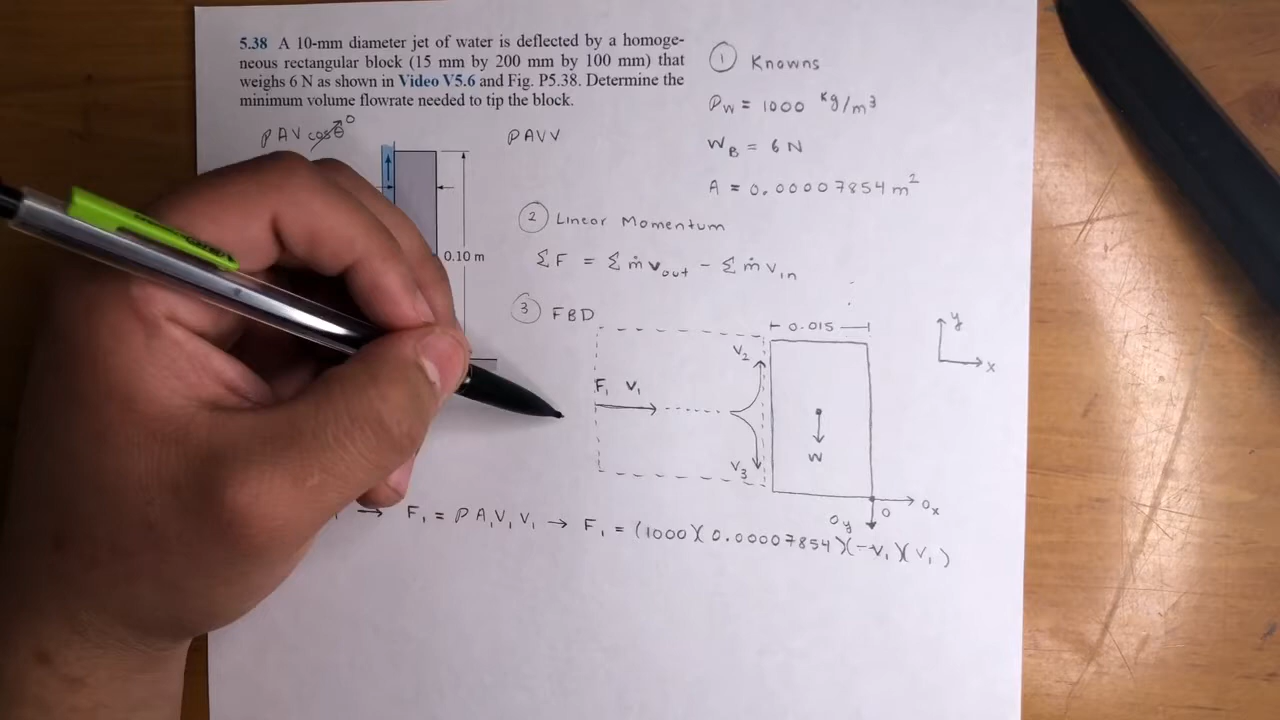 5.38 A 10-mm diameter jet of water is deflected by a homoge-
neous rectangular block (15 mm by 200 mm by 100 mm) that
weighs 6 N as shown in Video V5.6 and Fig. P5.38. Determine the
minimum volume flowrate needed to tip the block.
ρAV cosθ 0
ρAVV
0.10 m
① Knowns
ρw = 1000 kg/m³
WB = 6 N
A = 0.00007854 m²
② Linear Momentum
ΣF = Σṁvout - Σṁvin
③ FBD
0.015
y
x
V2
F1 V1
W
V3
Ox
O
Oy
→ F1 = ρA1V1V1 → F1 = (1000)(0.00007854)(-V1)(V1)